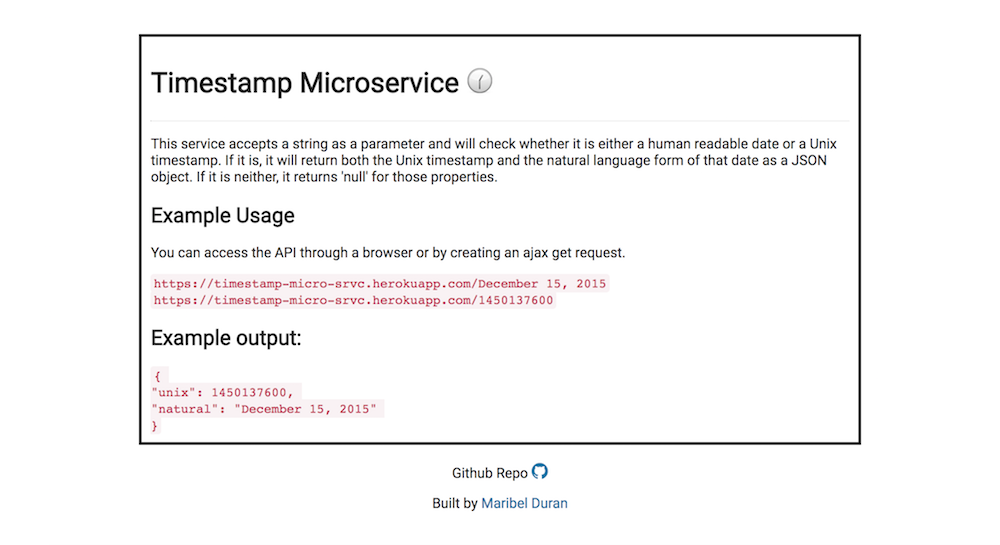 Timestamp Microservice
This service accepts a string as a parameter and will check whether it is either a human readable date or a Unix
timestamp. If it is, it will return both the Unix timestamp and the natural language form of that date as a JSON
object. If it is neither, it returns 'null' for those properties.
Example Usage
You can access the API through a browser or by creating an ajax get request.
https://timestamp-micro-srvc.herokuapp.com/December 15, 2015
https://timestamp-micro-srvc.herokuapp.com/1450137600
Example output:
{
"unix": 1450137600,
"natural": "December 15, 2015"
}
Github Repo
Built by Maribel Duran